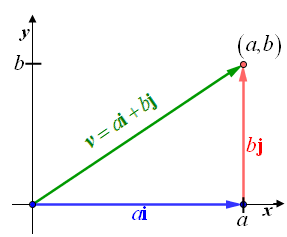 y
(a,b)
b
v = ai + bj
bj
ai
a
x